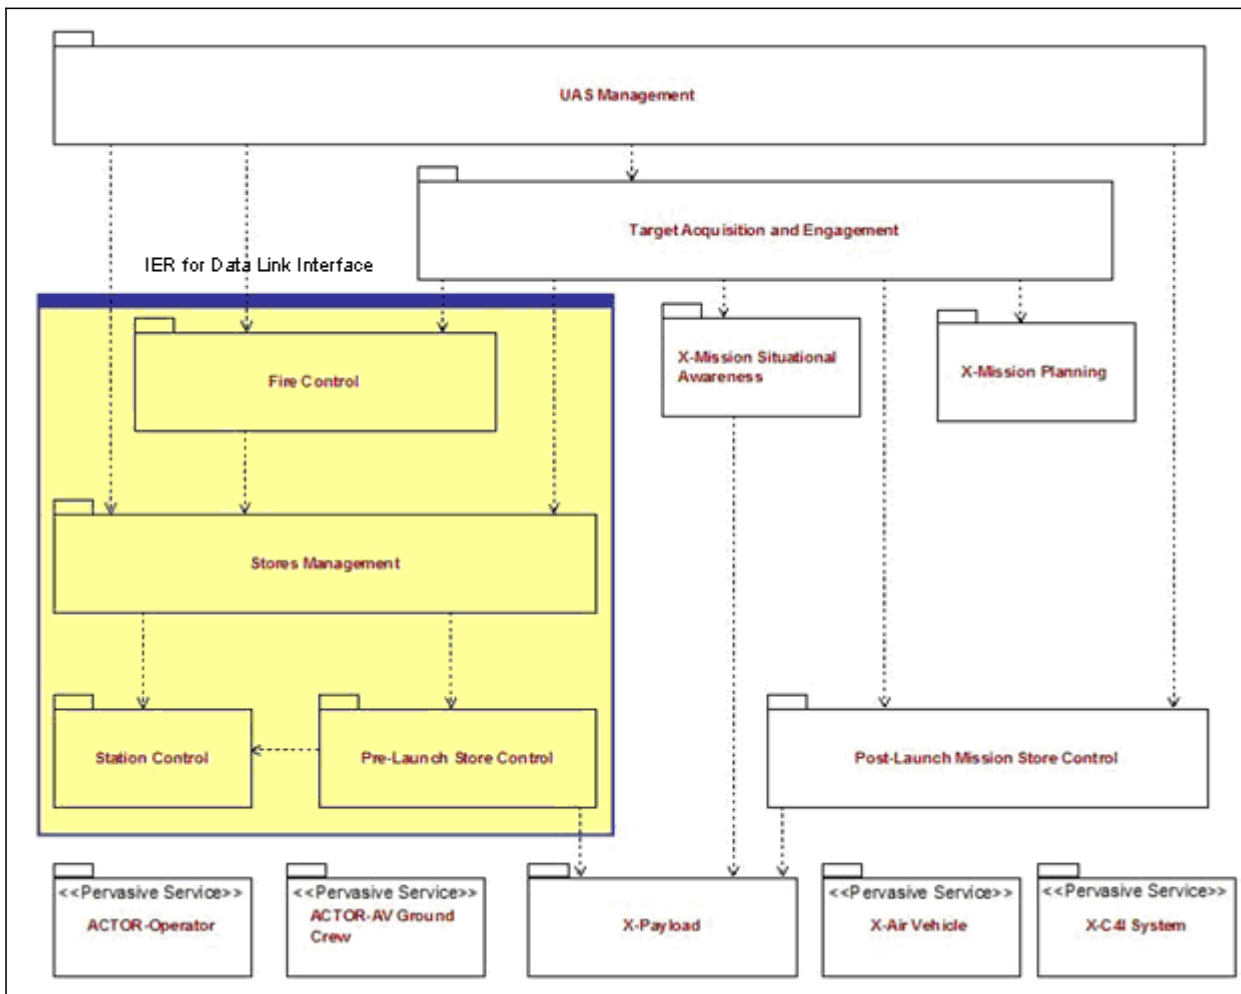 UAS Management
Target Acquisition and Engagement
IER for Data Link Interface
Fire Control
X-Mission Situational
Awareness
X-Mission Planning
Stores Management
Station Control
Pre-Launch Store Control
Post-Launch Mission Store Control
<<Pervasive Service>>
ACTOR-Operator
<<Pervasive Service>>
ACTOR-AV Ground
Crew
X-Payload
<<Pervasive Service>>
X-Air Vehicle
<<Pervasive Service>>
X-C4I System